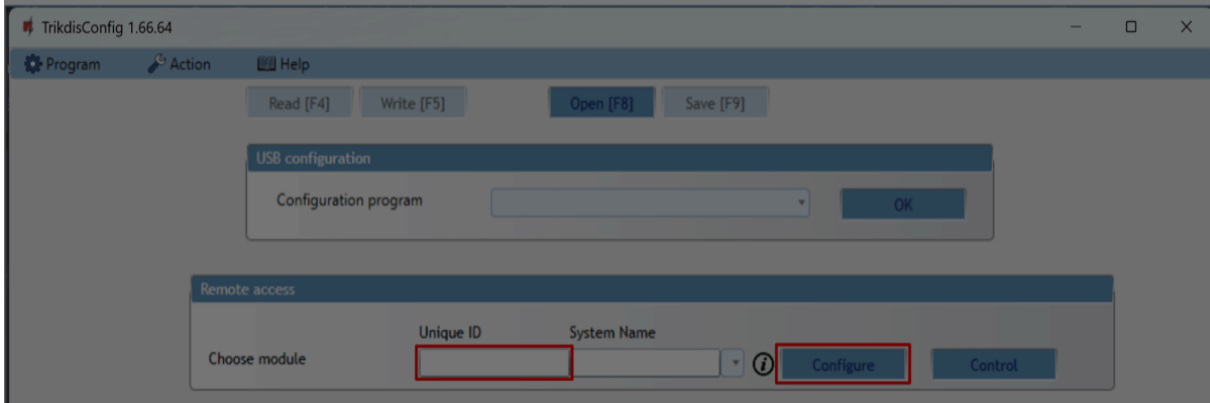 TrikdisConfig 1.66.64
Program Action Help
Read [F4] Write [F5] Open [F8] Save [F9]
USB configuration
Configuration program OK
Remote access
Unique ID System Name
Choose module i Configure Control